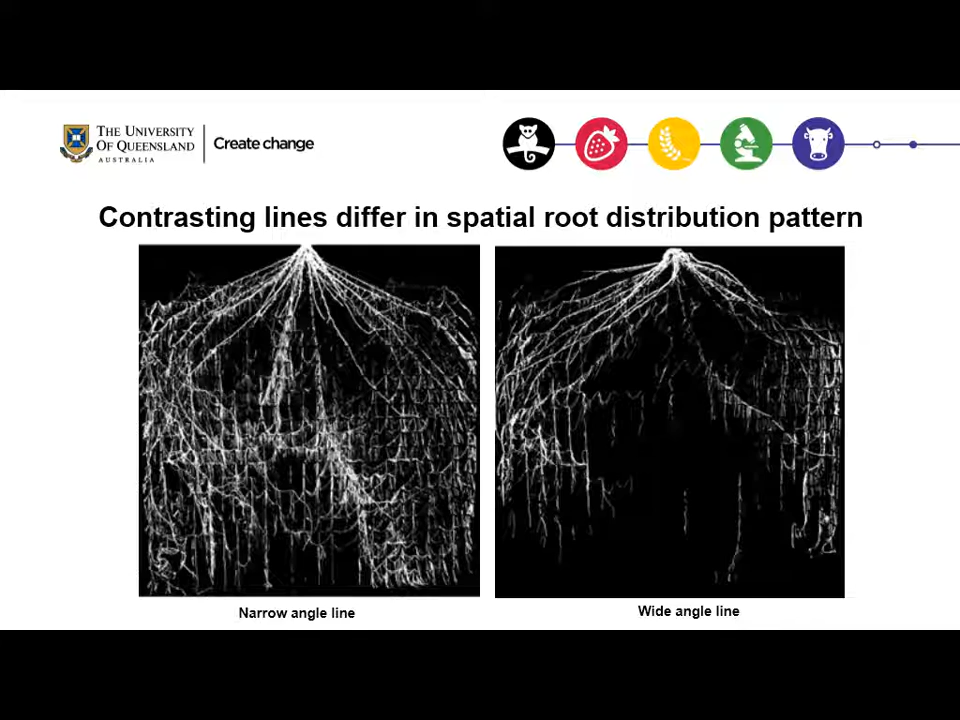 THE UNIVERSITY
OF QUEENSLAND
AUSTRALIA
Create change
Contrasting lines differ in spatial root distribution pattern
Narrow angle line
Wide angle line